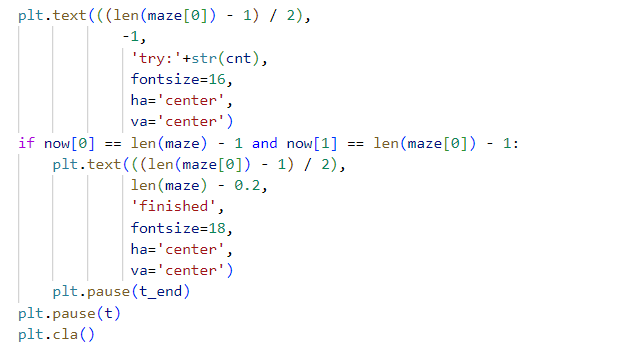 plt.text(((len(maze[0]) - 1) / 2),
            -1,
             'try:'+str(cnt),
             fontsize=16,
             ha='center',
             va='center')
if now[0] == len(maze) - 1 and now[1] == len(maze[0]) - 1:
    plt.text(((len(maze[0]) - 1) / 2),
             len(maze) - 0.2,
             'finished',
             fontsize=18,
             ha='center',
             va='center')
    plt.pause(t_end)
plt.pause(t)
plt.cla()